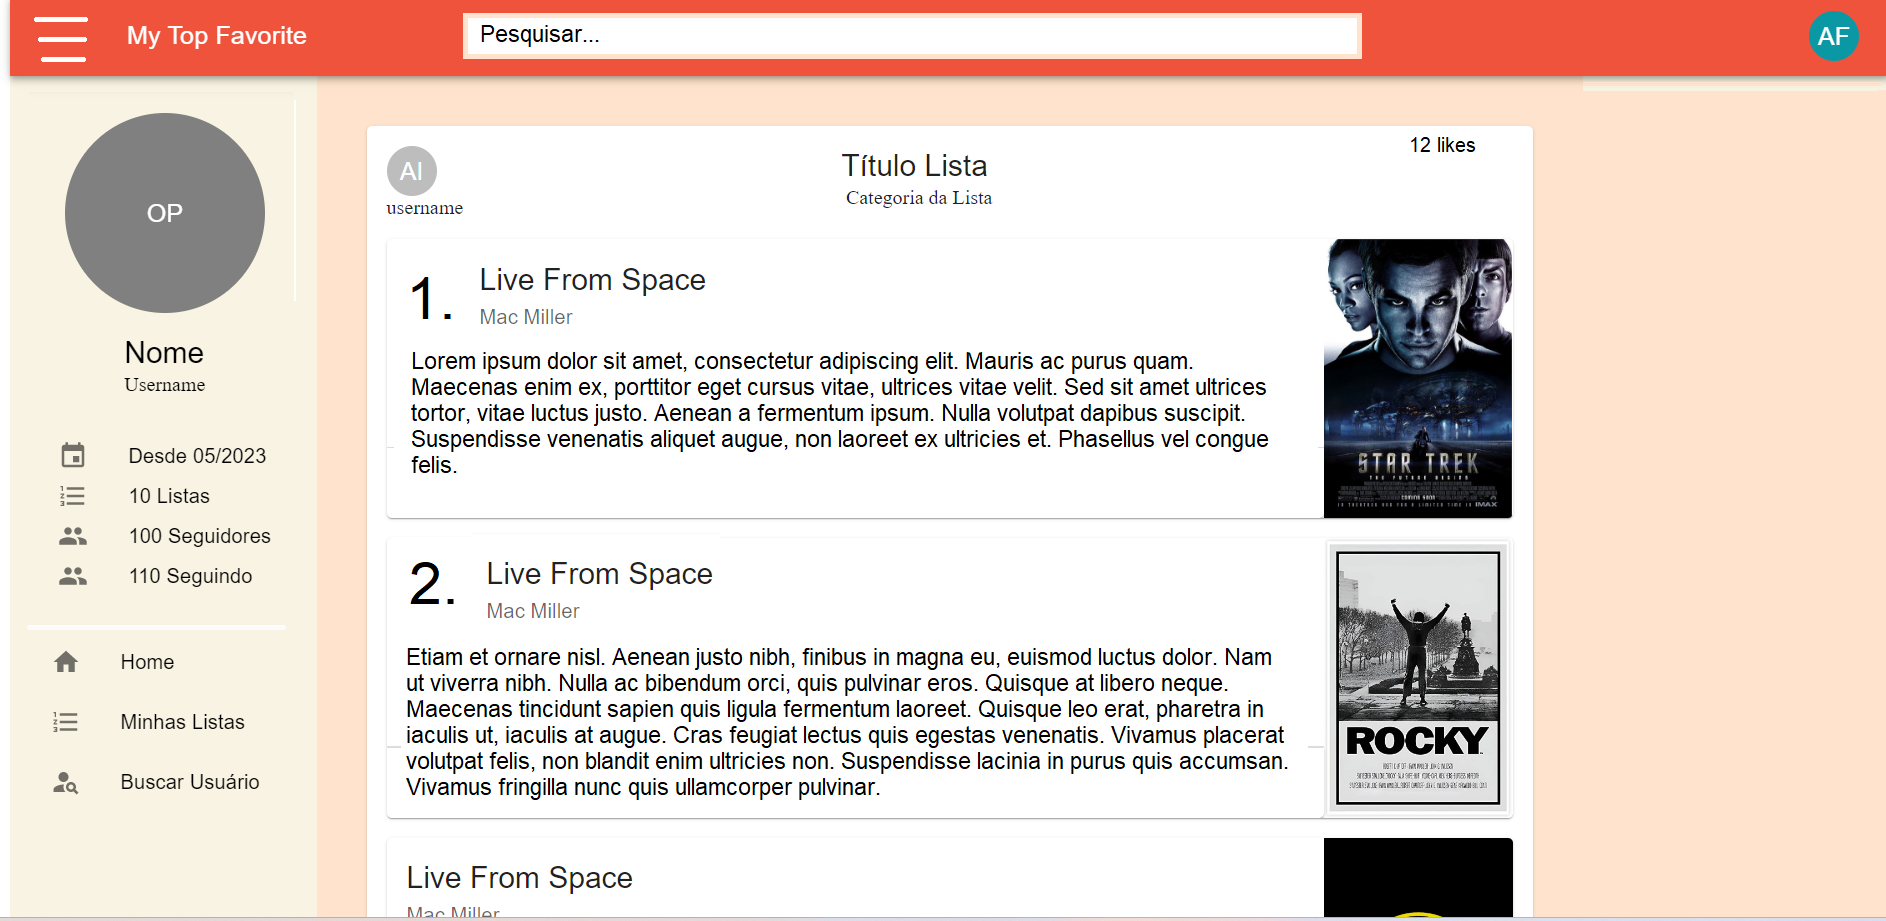 My Top Favorite
Pesquisar...
AF
OP
Nome
Username
Desde 05/2023
10 Listas
100 Seguidores
110 Seguindo
Home
Minhas Listas
Buscar Usuário
AI
username
Título Lista
Categoria da Lista
12 likes
1.
Live From Space
Mac Miller
Lorem ipsum dolor sit amet, consectetur adipiscing elit. Mauris ac purus quam.
Maecenas enim ex, porttitor eget cursus vitae, ultrices vitae velit. Sed sit amet ultrices
tortor, vitae luctus justo. Aenean a fermentum ipsum. Nulla volutpat dapibus suscipit.
Suspendisse venenatis aliquet augue, non laoreet ex ultricies et. Phasellus vel congue
felis.
STAR TREK
THE FUTURE BEGINS
COMING SOON
IMAX
2.
Live From Space
Mac Miller
Etiam et ornare nisl. Aenean justo nibh, finibus in magna eu, euismod luctus dolor. Nam
ut viverra nibh. Nulla ac bibendum orci, quis pulvinar eros. Quisque at libero neque.
Maecenas tincidunt sapien quis ligula fermentum laoreet. Quisque leo erat, pharetra in
iaculis ut, iaculis at augue. Cras feugiat lectus quis egestas venenatis. Vivamus placerat
volutpat felis, non blandit enim ultricies non. Suspendisse lacinia in purus quis accumsan.
Vivamus fringilla nunc quis ullamcorper pulvinar.
ROCKY
Live From Space
Mac Miller